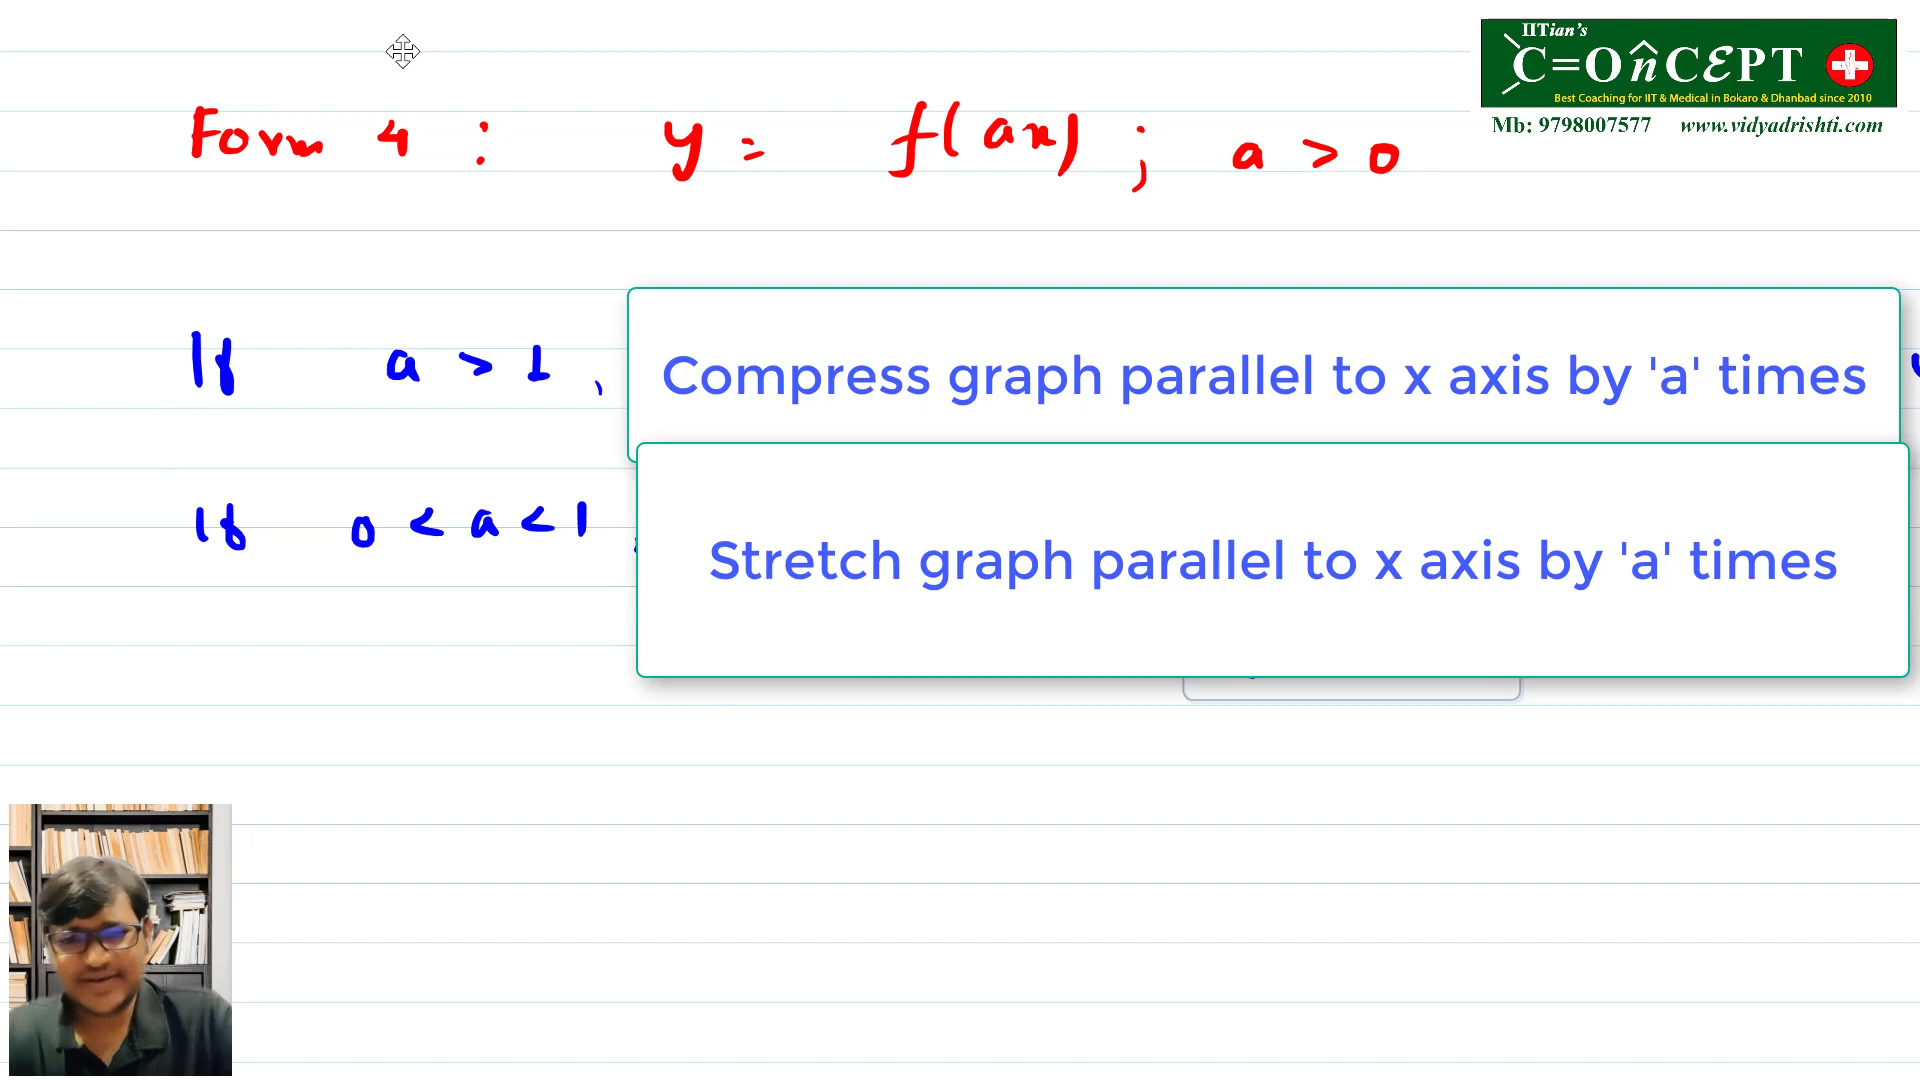 IITian's
C=OnCEPT
Best Coaching for IIT & Medical in Bokaro & Dhanbad since 2010
Mb: 9798007577 www.vidyadrishti.com
Form 4 : y = f(ax) ; a > 0
If a > 1,
Compress graph parallel to x axis by 'a' times
If 0 < a < 1
Stretch graph parallel to x axis by 'a' times